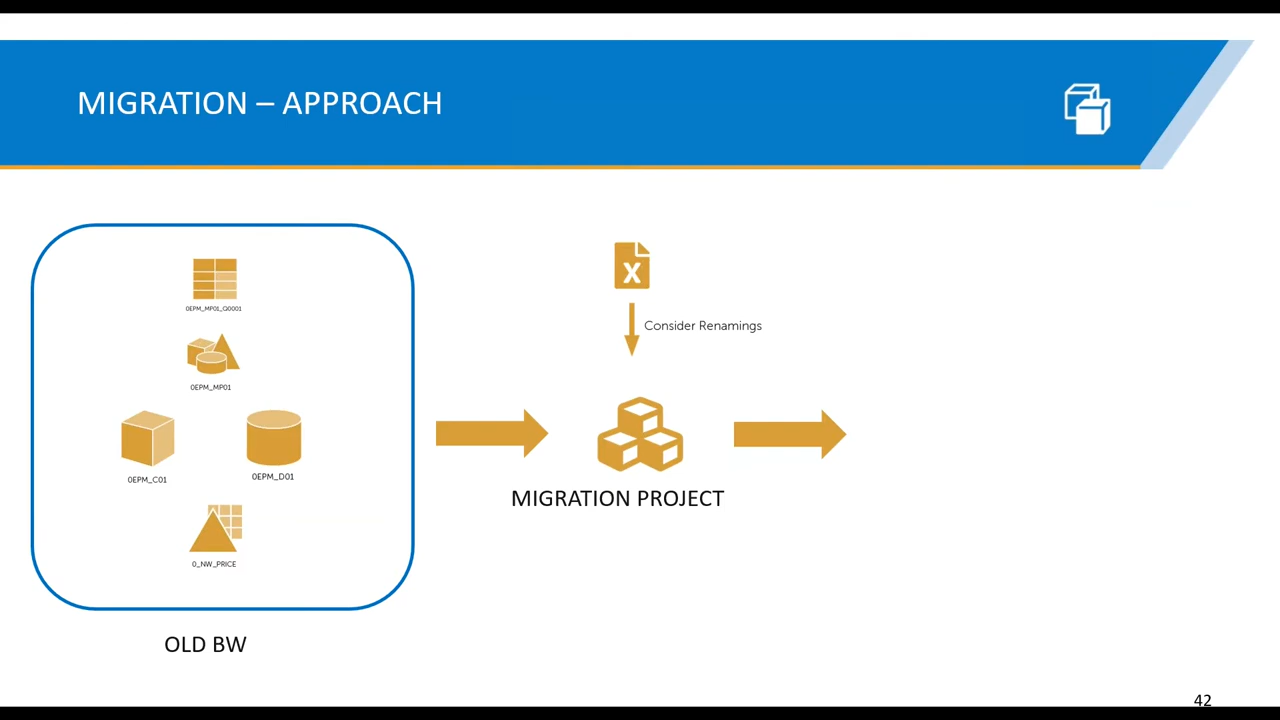 MIGRATION – APPROACH
0EPM_MP01_Q0001
0EPM_MP01
0EPM_C01
0EPM_D01
0_NW_PRICE
OLD BW
X
Consider Renamings
MIGRATION PROJECT
42